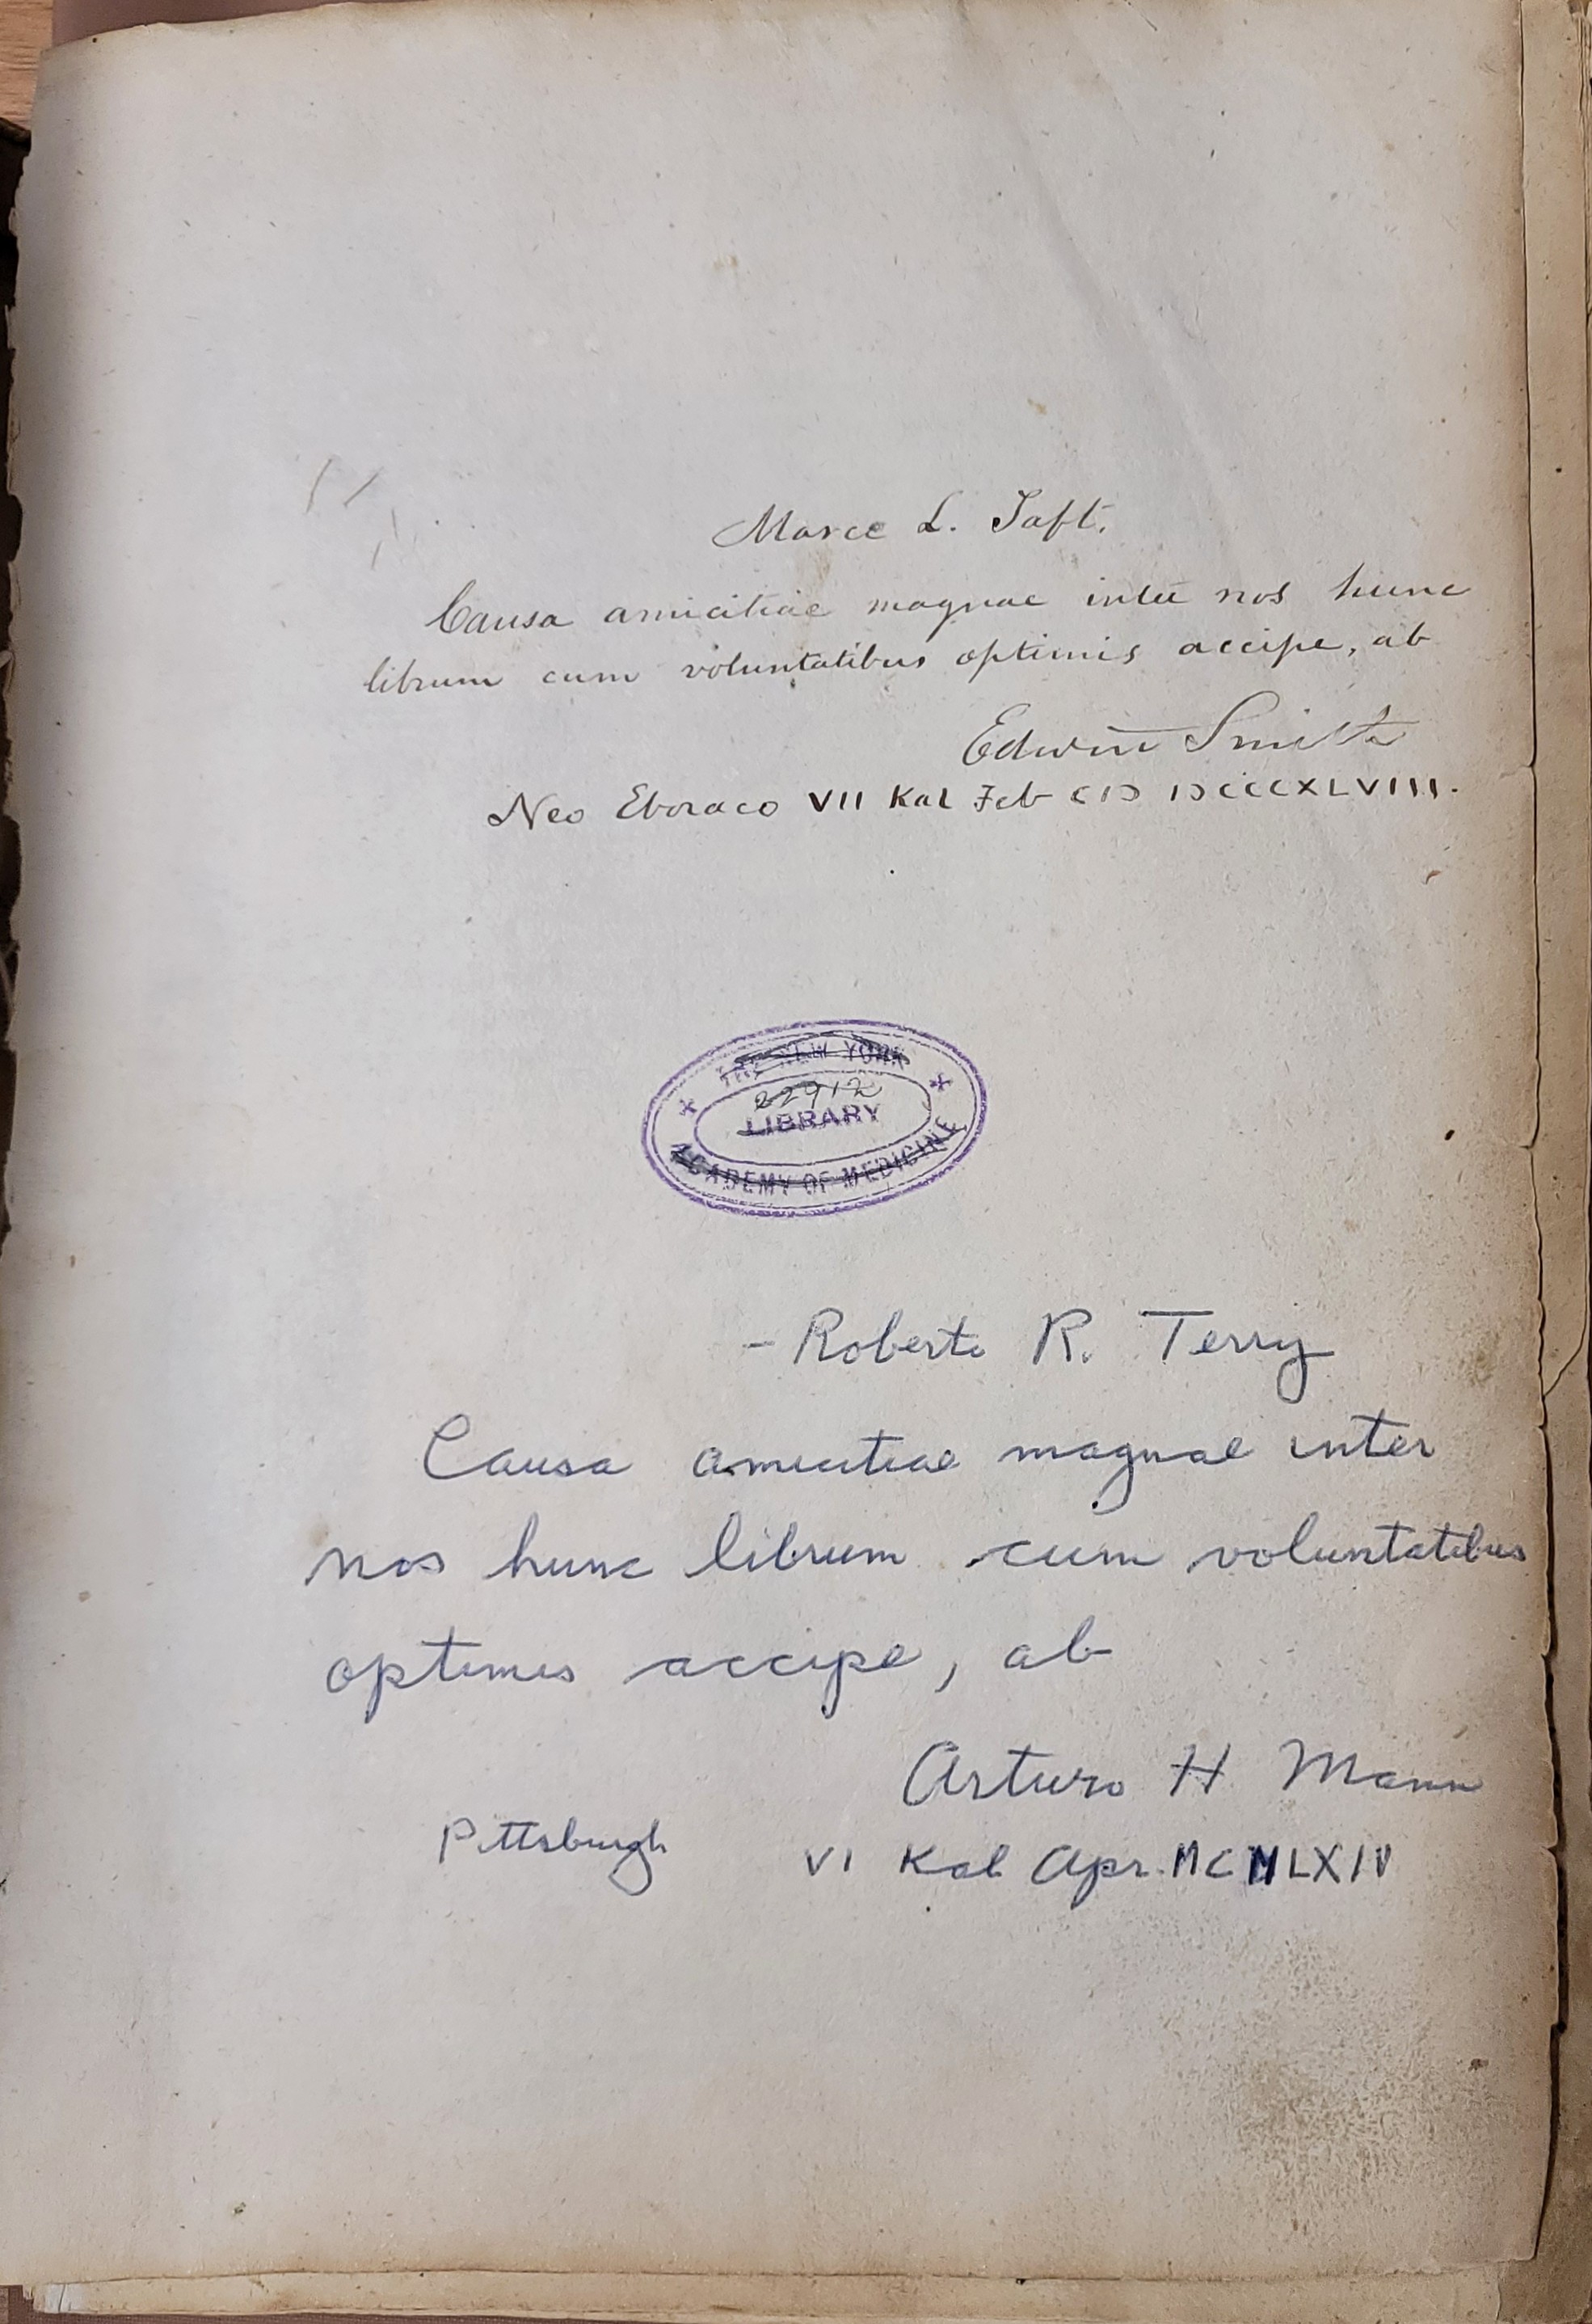 Marce L. Taft.
Causa amicitiae magnae inter nos hunc
librum cum voluntatibus optimis accipe, ab
Edwin Smith
Neo Eboraco VII Kal Feb CIƆ IƆCCCXLVIII.
THE NEW YORK
22912
LIBRARY
ACADEMY OF MEDICINE
- Roberto R. Terry
Causa amicitiae magnae inter
nos hunc librum cum voluntatibus
optimis accipe, ab
Arturo H Mann
Pittsburgh VI Kal Apr. MCMLXIV